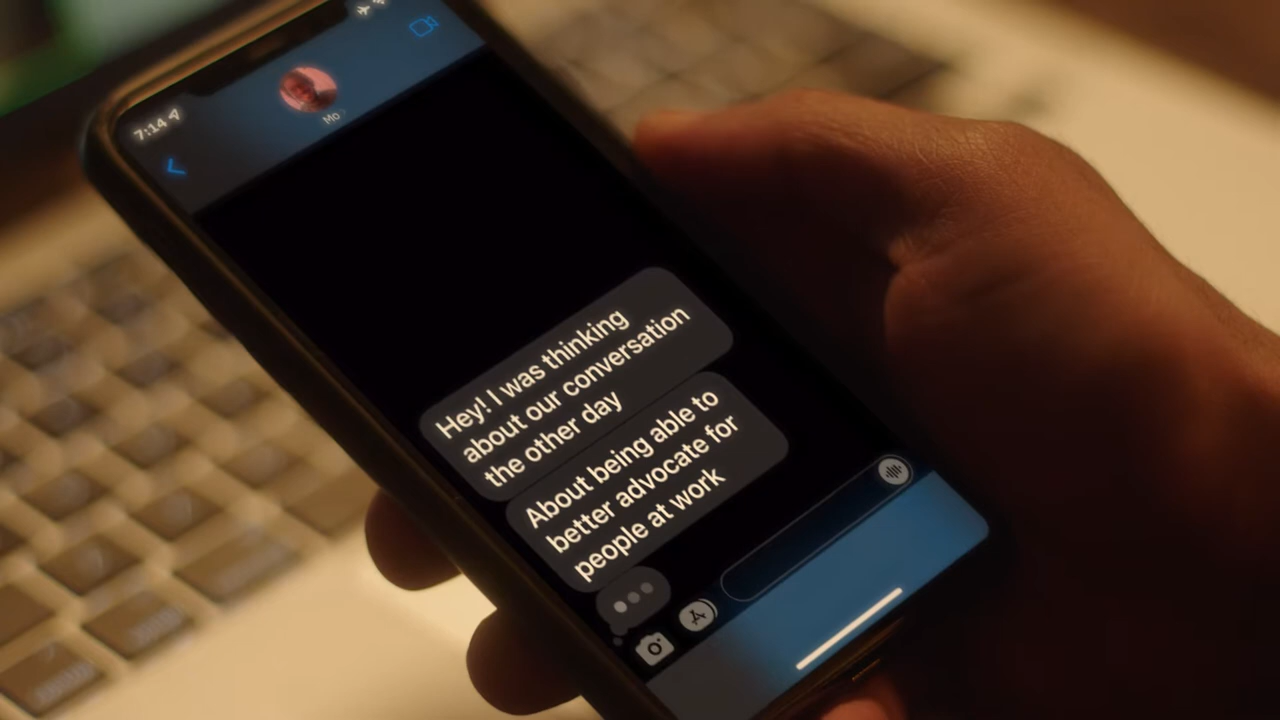 7:14
Mo
Hey! I was thinking
about our conversation
the other day
About being able to
better advocate for
people at work